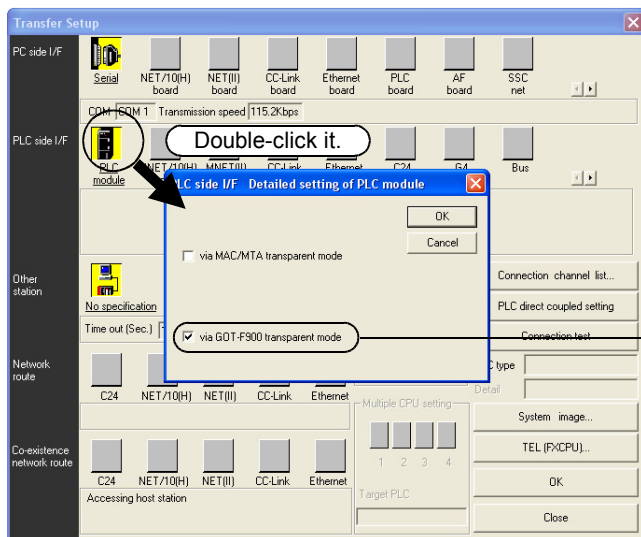 Transfer Setup
PC side I/F
Serial NET/10(H) board NET(II) board CC-Link board Ethernet board PLC board AF board SSC net
COM COM 1 Transmission speed 115.2Kbps
PLC side I/F
Double-click it.
PLC module MNET/10(H) MNET(II) CC-Link Ethernet C24 G4 Bus
PLC side I/F Detailed setting of PLC module
OK
Cancel
via MAC/MTA transparent mode
via GOT-F900 transparent mode
Other station
No specification
Time out (Sec.)
Connection channel list...
PLC direct coupled setting
Connection test
type
Detail
Network route
C24 NET/10(H) NET(II) CC-Link Ethernet
Multiple CPU setting
1 2 3 4
Target PLC
System image...
TEL (FXCPU)...
OK
Close
Co-existence network route
C24 NET/10(H) NET(II) CC-Link Ethernet
Accessing host station